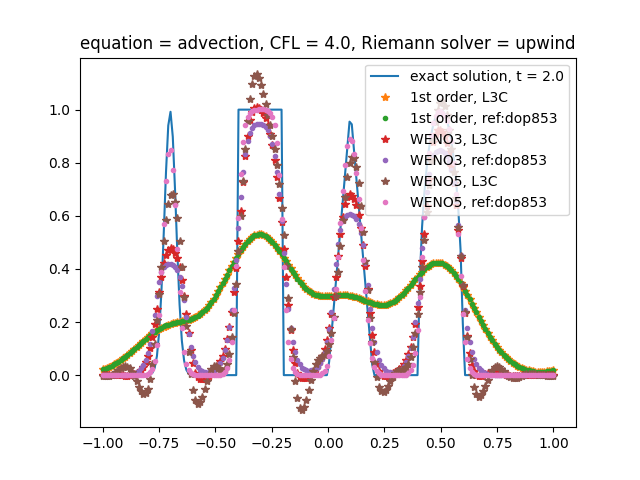 equation = advection, CFL = 4.0, Riemann solver = upwind
exact solution, t = 2.0
1st order, L3C
1st order, ref:dop853
WENO3, L3C
WENO3, ref:dop853
WENO5, L3C
WENO5, ref:dop853
1.0
0.8
0.6
0.4
0.2
0.0
−1.00 −0.75 −0.50 −0.25 0.00 0.25 0.50 0.75 1.00